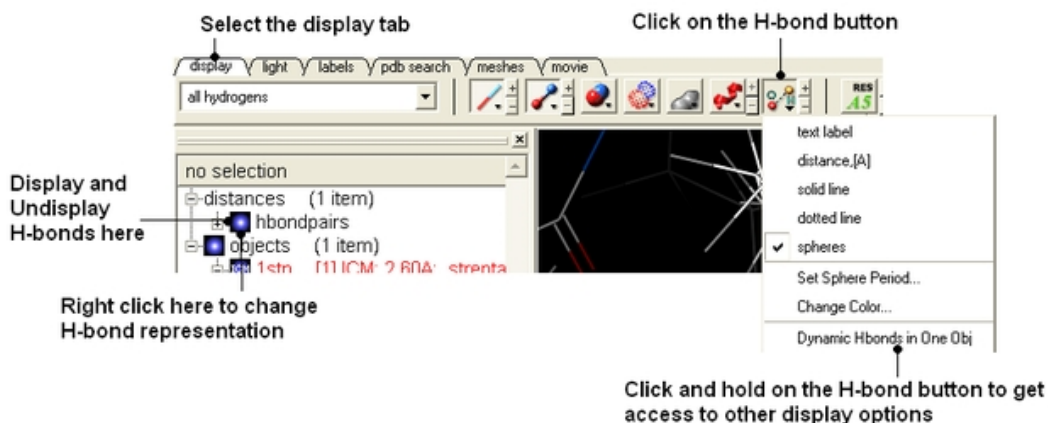 Select the display tab
Click on the H-bond button
display light labels pdb search meshes movie
all hydrogens
RES
A5
no selection
distances (1 item)
hbondpairs
objects (1 item)
ICM 1stp [1] ICM: 2.60A: strepta
Display and
Undisplay
H-bonds here
text label
distance,[A]
solid line
dotted line
spheres
Set Sphere Period...
Change Color...
Dynamic Hbonds in One Obj
Right click here to change
H-bond representation
Click and hold on the H-bond button to get
access to other display options